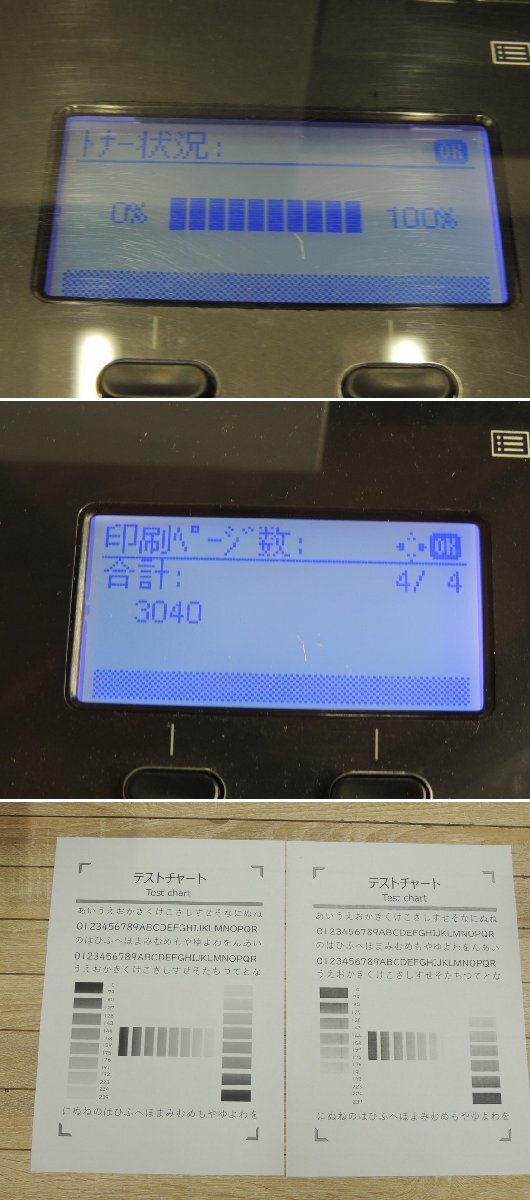 トナー状況:
OK
0%
100%
印刷ページ数:
OK
合計:
4/ 4
3040
テストチャート
Test chart
あいうえおかさくけこさしすせそなにぬね
0123456789ABCDEFGHIJKLMNOPQR
のはひふへほまみむめもやゆよわをんあい
0123456789ABCDEFGHIJKLMNOPQR
うえおかきくけこさしすせそたちつてとな
にぬねのはひふへほまみむめもやゆよわを
テストチャート
Test chart
あいうえおかさくけこさしすせそなにぬね
0123456789ABCDEFGHIJKLMNOPQR
のはひふへほまみむめもやゆよわをんあい
0123456789ABCDEFGHIJKLMNOPQR
うえおかきくけこさしすせそたちつてとな
にぬねのはひふへほまみむめもやゆよわを